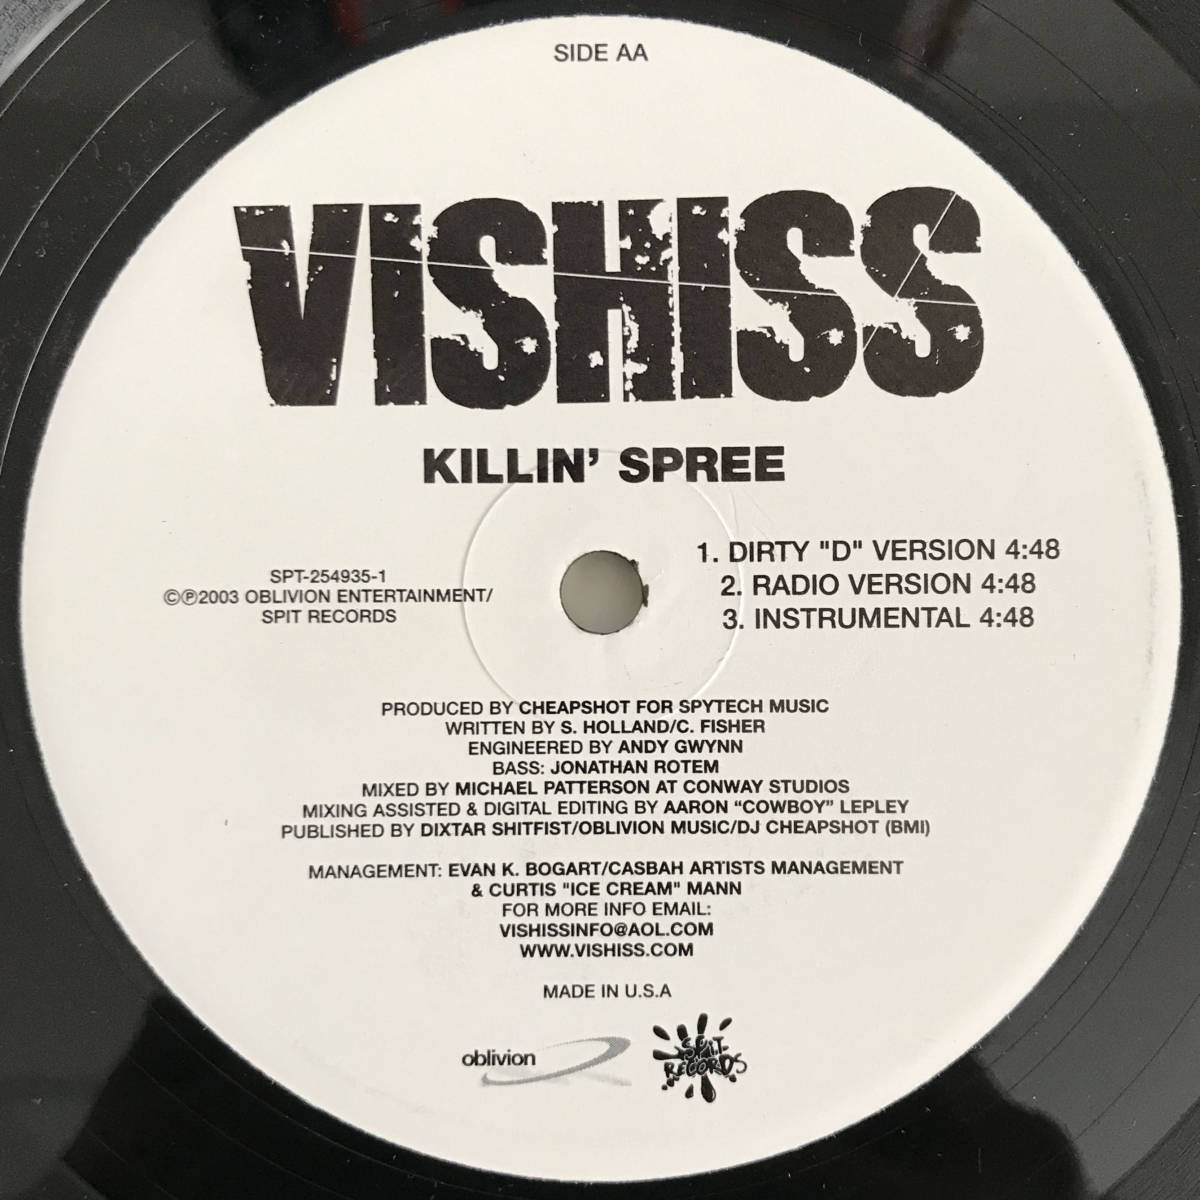 SIDE AA
VISHISS
KILLIN' SPREE
1. DIRTY "D" VERSION 4:48
2. RADIO VERSION 4:48
3. INSTRUMENTAL 4:48
SPT-254935-1
©℗2003 OBLIVION ENTERTAINMENT/
SPIT RECORDS
PRODUCED BY CHEAPSHOT FOR SPYTECH MUSIC
WRITTEN BY S. HOLLAND/C. FISHER
ENGINEERED BY ANDY GWYNN
BASS: JONATHAN ROTEM
MIXED BY MICHAEL PATTERSON AT CONWAY STUDIOS
MIXING ASSISTED & DIGITAL EDITING BY AARON “COWBOY” LEPLEY
PUBLISHED BY DIXTAR SHITFIST/OBLIVION MUSIC/DJ CHEAPSHOT (BMI)
MANAGEMENT: EVAN K. BOGART/CASBAH ARTISTS MANAGEMENT
& CURTIS "ICE CREAM" MANN
FOR MORE INFO EMAIL:
VISHISSINFO@AOL.COM
WWW.VISHISS.COM
MADE IN U.S.A
oblivion
SPIT
RECORDS